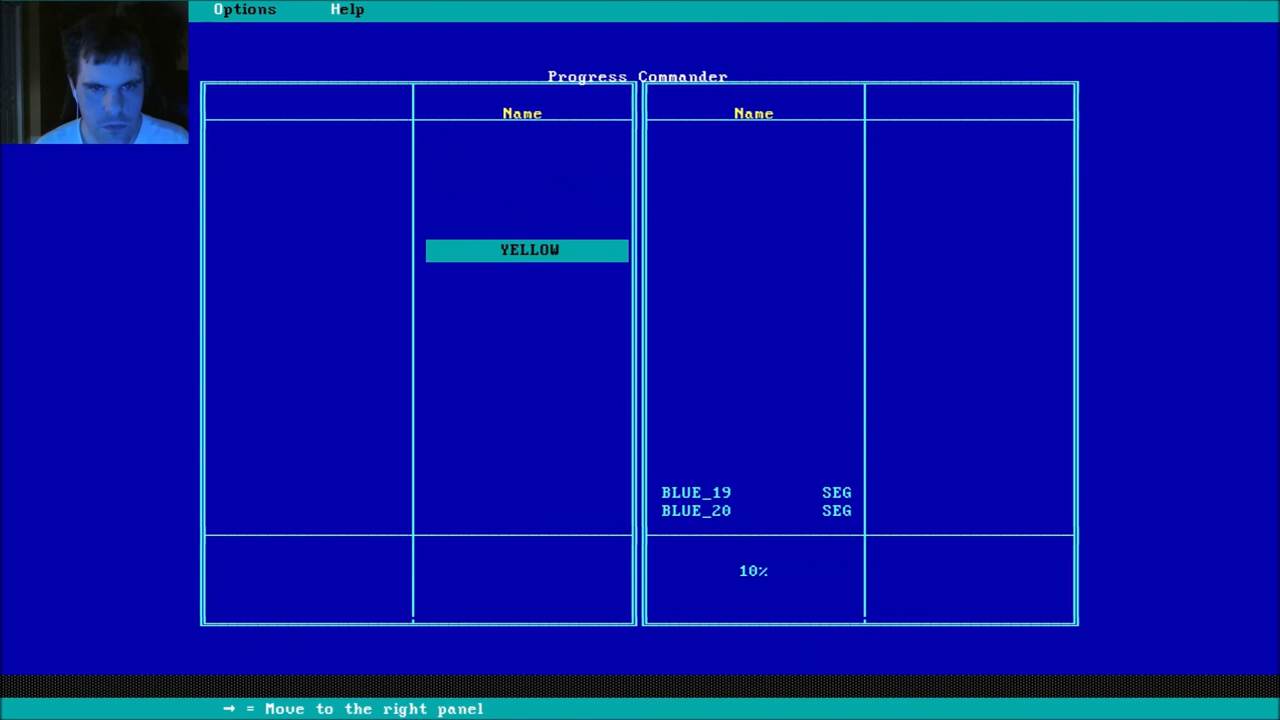 Options Help
Progress Commander
Name Name
YELLOW
BLUE_19 SEG
BLUE_20 SEG
10%
→ = Move to the right panel